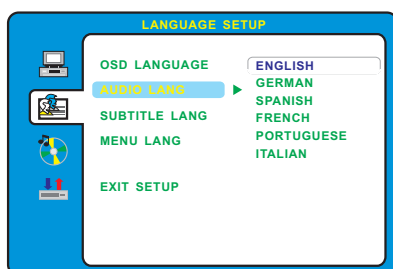 LANGUAGE SETUP
OSD LANGUAGE
AUDIO LANG
SUBTITLE LANG
MENU LANG
EXIT SETUP
ENGLISH
GERMAN
SPANISH
FRENCH
PORTUGUESE
ITALIAN